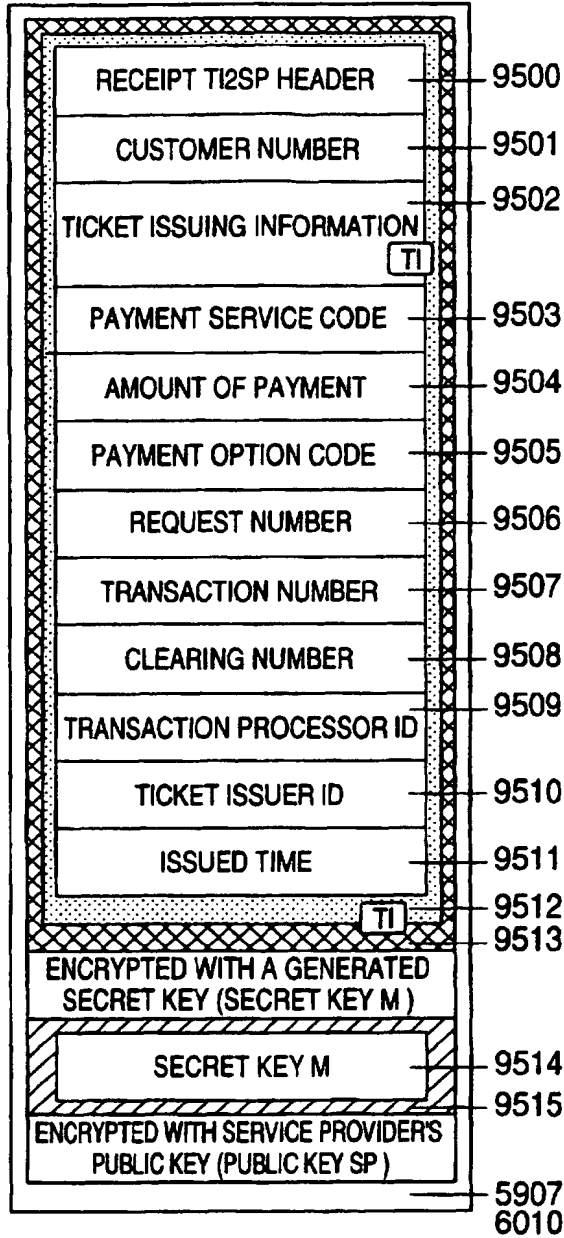 RECEIPT TI2SP HEADER 9500
CUSTOMER NUMBER 9501
TICKET ISSUING INFORMATION 9502
TI
PAYMENT SERVICE CODE 9503
AMOUNT OF PAYMENT 9504
PAYMENT OPTION CODE 9505
REQUEST NUMBER 9506
TRANSACTION NUMBER 9507
CLEARING NUMBER 9508
TRANSACTION PROCESSOR ID 9509
TICKET ISSUER ID 9510
ISSUED TIME 9511
TI 9512
9513
ENCRYPTED WITH A GENERATED
SECRET KEY (SECRET KEY M )
SECRET KEY M 9514
9515
ENCRYPTED WITH SERVICE PROVIDER'S
PUBLIC KEY (PUBLIC KEY SP )
5907
6010